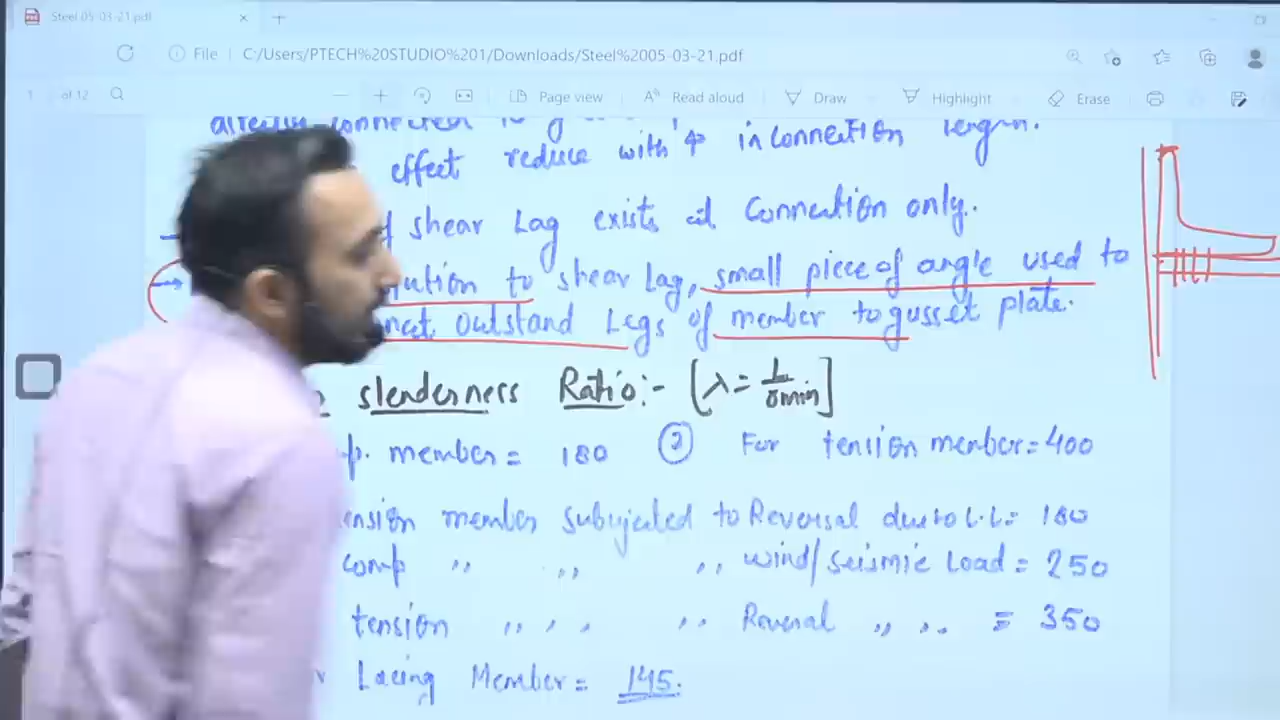 Steel 05-03-21.pdf
File C:/Users/PTECH%20STUDIO%201/Downloads/Steel%2005-03-21.pdf
1 of 12 Page view Read aloud Draw Highlight Erase
directly connected to
effect reduce with ↑ in connection length.
shear Lag exists at Connection only.
to shear Lag, small piece of angle used to
outstand Legs of member to gusset plate.
slenderness Ratio:- [λ = L/rmin]
member = 180 ② For tension member = 400
member subjected to Reversal due to L.L = 180
comp ,, ,, ,, wind/seismic Load = 250
tension ,, ,, ,, Reversal ,, ,, = 350
Lacing Member = 145.